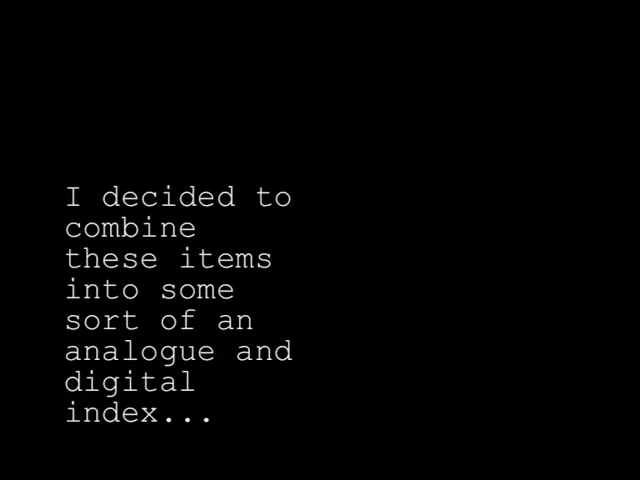 I decided to
combine
these items
into some
sort of an
analogue and
digital
index...